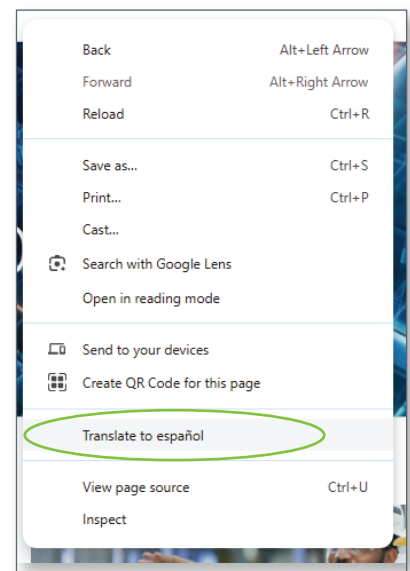 Back Alt+Left Arrow
Forward Alt+Right Arrow
Reload Ctrl+R
Save as... Ctrl+S
Print... Ctrl+P
Cast...
Search with Google Lens
Open in reading mode
Send to your devices
Create QR Code for this page
Translate to español
View page source Ctrl+U
Inspect